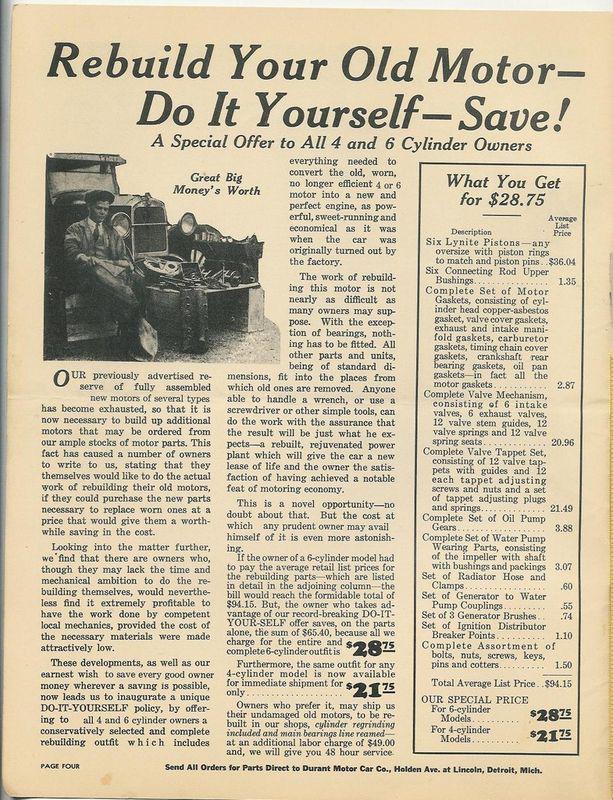 Rebuild Your Old Motor—
Do It Yourself—Save!
A Special Offer to All 4 and 6 Cylinder Owners
Great Big
Money's Worth
OUR previously advertised re-
serve of fully assembled
new motors of several types
has become exhausted, so that it is
now necessary to build up additional
motors that may be ordered from
our ample stocks of motor parts. This
fact has caused a number of owners
to write to us, stating that they
themselves would like to do the actual
work of rebuilding their old motors,
if they could purchase the new parts
necessary to replace worn ones at a
price that would give them a worth-
while saving in the cost.
Looking into the matter further,
we find that there are owners who,
though they may lack the time and
mechanical ambition to do the re-
building themselves, would neverthe-
less find it extremely profitable to
have the work done by competent
local mechanics, provided the cost of
the necessary materials were made
attractively low.
These developments, as well as our
earnest wish to save every good owner
money wherever a saving is possible,
now leads us to inaugurate a unique
DO-IT-YOURSELF policy, by offer-
ing to all 4 and 6 cylinder owners a
conservatively selected and complete
rebuilding outfit which includes
everything needed to
convert the old, worn,
no longer efficient 4 or 6
motor into a new and
perfect engine, as pow-
erful, sweet-running and
economical as it was
when the car was
originally turned out by
the factory.
The work of rebuild-
ing this motor is not
nearly as difficult as
many owners may sup-
pose. With the excep-
tion of bearings, noth-
ing has to be fitted. All
other parts and units,
being of standard di-
mensions, fit into the places from
which old ones are removed. Anyone
able to handle a wrench, or use a
screwdriver or other simple tools, can
do the work with the assurance that
the result will be just what he ex-
pects—a rebuilt, rejuvenated power
plant which will give the car a new
lease of life and the owner the satis-
faction of having achieved a notable
feat of motoring economy.
This is a novel opportunity—no
doubt about that. But the cost at
which any prudent owner may avail
himself of it is even more astonish-
ing.
If the owner of a 6-cylinder model had
to pay the average retail list prices for
the rebuilding parts—which are listed
in detail in the adjoining column—the
bill would reach the formidable total of
$94.15. But, the owner who takes ad-
vantage of our record-breaking DO-IT-
YOUR-SELF offer saves, on the parts
alone, the sum of $65.40, because all we
charge for the entire and
complete 6-cylinder outfit is $28.75
Furthermore, the same outfit for any
4-cylinder model is now available
for immediate shipment for
only........................ $21.75
Owners who prefer it, may ship us
their undamaged old motors, to be re-
built in our shops, cylinder regrinding
included and main bearings line reamed—
at an additional labor charge of $49.00
and, we will give you 48 hour service
What You Get
for $28.75
Average
List
Description Price
Six Lynite Pistons—any
oversize with piston rings
to match and piston pins..$36.04
Six Connecting Rod Upper
Bushings................ 1.35
Complete Set of Motor
Gaskets, consisting of cyl-
inder head copper-asbestos
gasket, valve cover gaskets,
exhaust and intake mani-
fold gaskets, carburetor
gaskets, timing chain cover
gaskets, crankshaft rear
bearing gaskets, oil pan
gaskets—in fact all the
motor gaskets............ 2.87
Complete Valve Mechanism,
consisting of 6 intake
valves, 6 exhaust valves,
12 valve stem guides, 12
valve springs and 12 valve
spring seats............. 20.96
Complete Valve Tappet Set,
consisting of 12 valve tap-
pets with guides and 12
each tappet adjusting
screws and nuts and a set
of tappet adjusting plugs
and springs.............. 21.49
Complete Set of Oil Pump
Gears................... 3.88
Complete Set of Water Pump
Wearing Parts, consisting
of the impeller with shaft
with bushings and packings 3.07
Set of Radiator Hose and
Clamps.................. .60
Set of Generator to Water
Pump Couplings.......... .55
Set of 3 Generator Brushes.. .74
Set of Ignition Distributor
Breaker Points........... 1.10
Complete Assortment of
bolts, nuts, screws, keys,
pins and cotters.......... 1.50
Total Average List Price..$94.15
OUR SPECIAL PRICE
For 6-cylinder
Models.......... $28.75
For 4-cylinder
Models.......... $21.75
PAGE FOUR
Send All Orders for Parts Direct to Durant Motor Car Co., Holden Ave. at Lincoln, Detroit, Mich.